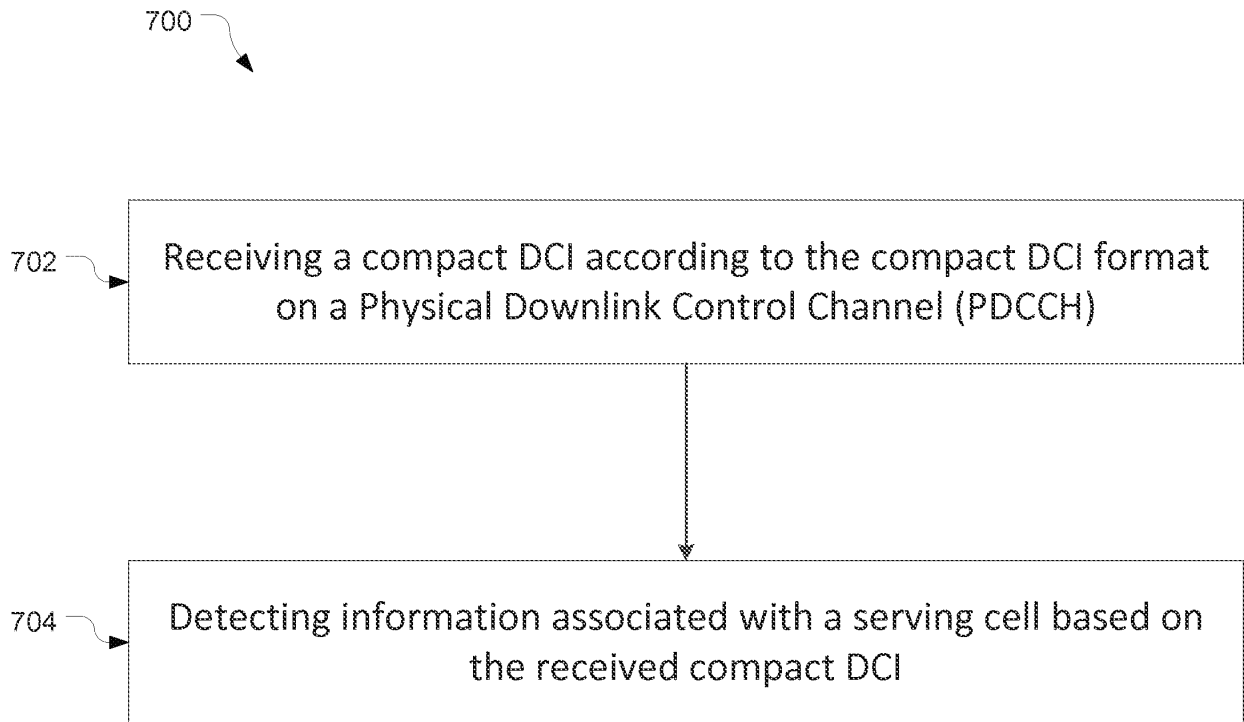 700
702
Receiving a compact DCI according to the compact DCI format
on a Physical Downlink Control Channel (PDCCH)
704
Detecting information associated with a serving cell based on
the received compact DCI